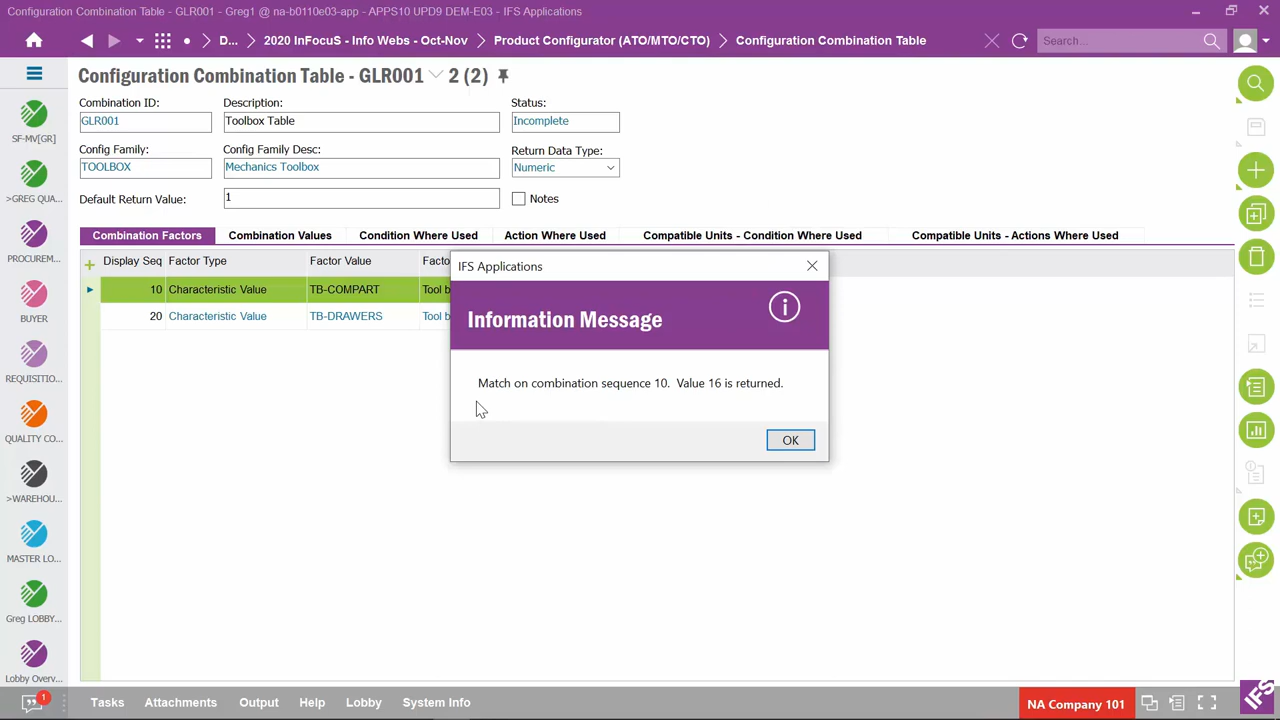 Configuration Combination Table - GLR001 - Greg1 @ na-b0110e03-app - APPS10 UPD9 DEM-E03 - IFS Applications
D... 2020 InFocuS - Info Webs - Oct-Nov Product Configurator (ATO/MTO/CTO) Configuration Combination Table Search...
Configuration Combination Table - GLR001 2 (2)
Combination ID: Description: Status:
GLR001 Toolbox Table Incomplete
Config Family: Config Family Desc: Return Data Type:
TOOLBOX Mechanics Toolbox Numeric
Default Return Value: 1 Notes
Combination Factors Combination Values Condition Where Used Action Where Used Compatible Units - Condition Where Used Compatible Units - Actions Where Used
Display Seq Factor Type Factor Value Facto
10 Characteristic Value TB-COMPART Tool b
20 Characteristic Value TB-DRAWERS Tool b
IFS Applications
Information Message
Match on combination sequence 10. Value 16 is returned.
OK
SF-MV[GR]
>GREG QUA...
PROCUREM...
BUYER
REQUISITIO...
QUALITY CO...
>WAREHOU...
MASTER LO...
Greg LOBBY...
Lobby Overv...
1 Tasks Attachments Output Help Lobby System Info NA Company 101 IFS